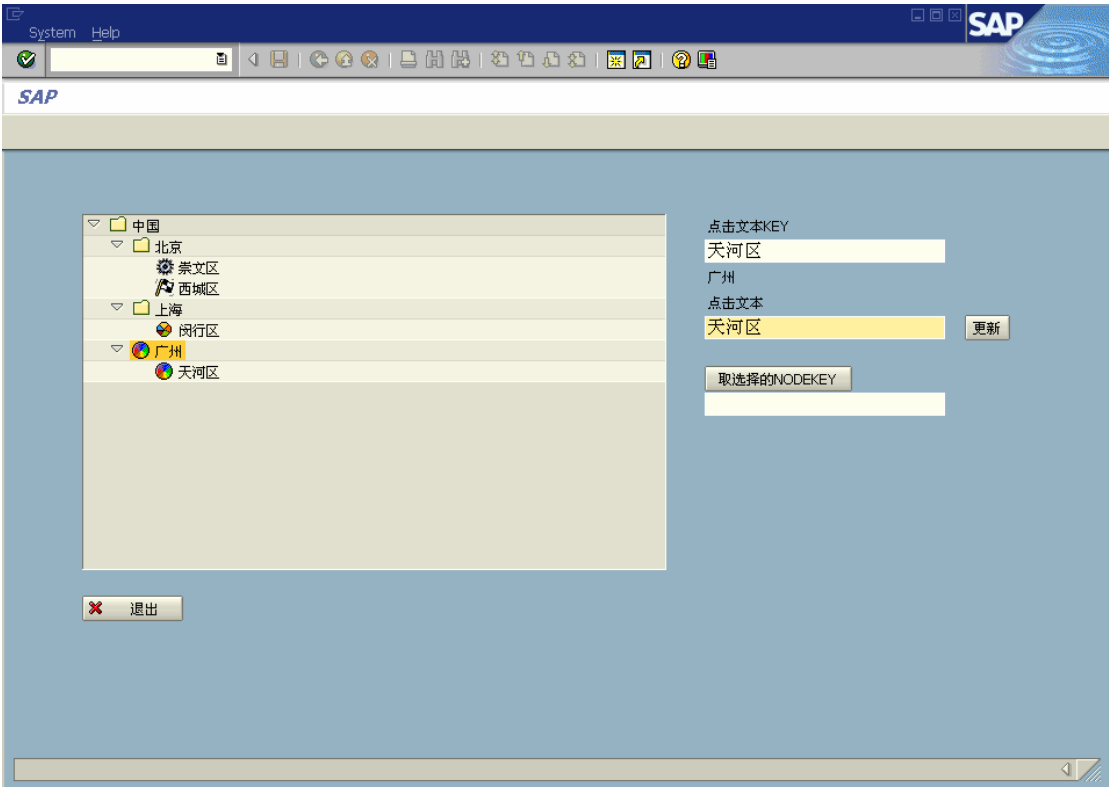 System Help
SAP
SAP
中国
北京
崇文区
西城区
上海
闵行区
广州
天河区
点击文本KEY
天河区
广州
点击文本
天河区
更新
取选择的NODEKEY
退出